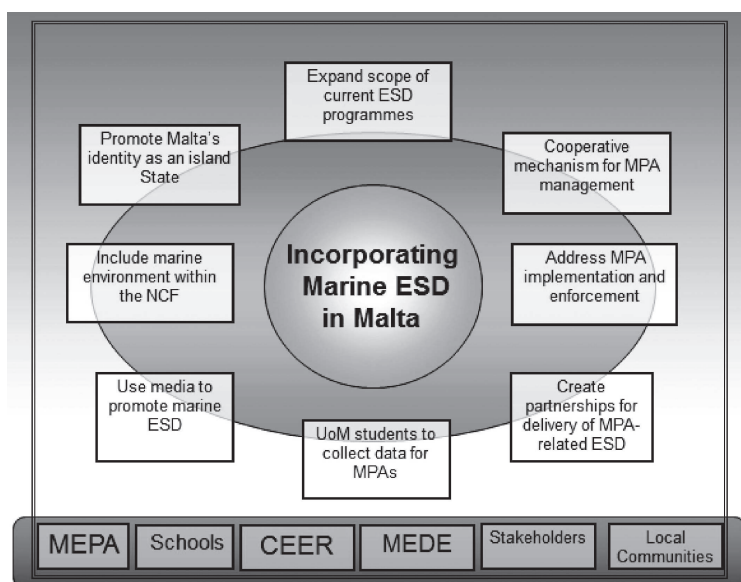 Expand scope of
current ESD
programmes
Promote Malta's
identity as an island
State
Cooperative
mechanism for MPA
management
Include marine
environment within
the NCF
Incorporating
Marine ESD
in Malta
Address MPA
implementation and
enforcement
Use media to
promote marine
ESD
UoM students to
collect data for
MPAs
Create
partnerships for
delivery of MPA-
related ESD
MEPA
Schools
CEER
MEDE
Stakeholders
Local
Communities